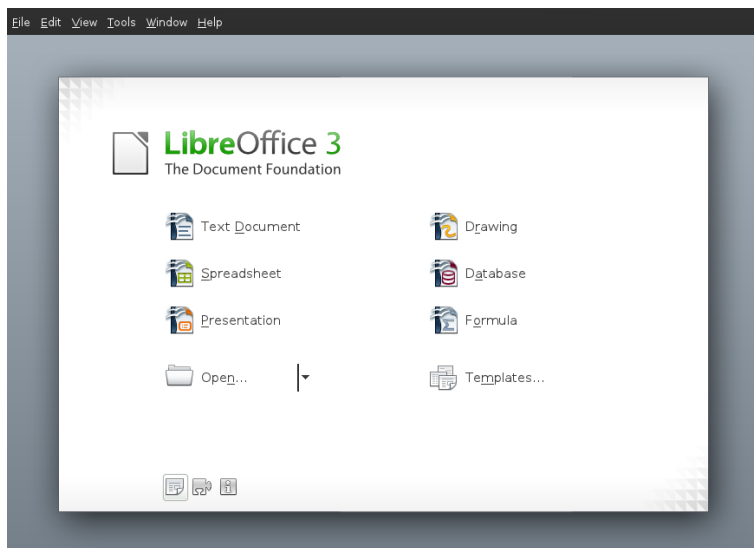 File Edit View Tools Window Help
LibreOffice 3
The Document Foundation
Text Document
Drawing
Spreadsheet
Database
Presentation
Formula
Open...
Templates...